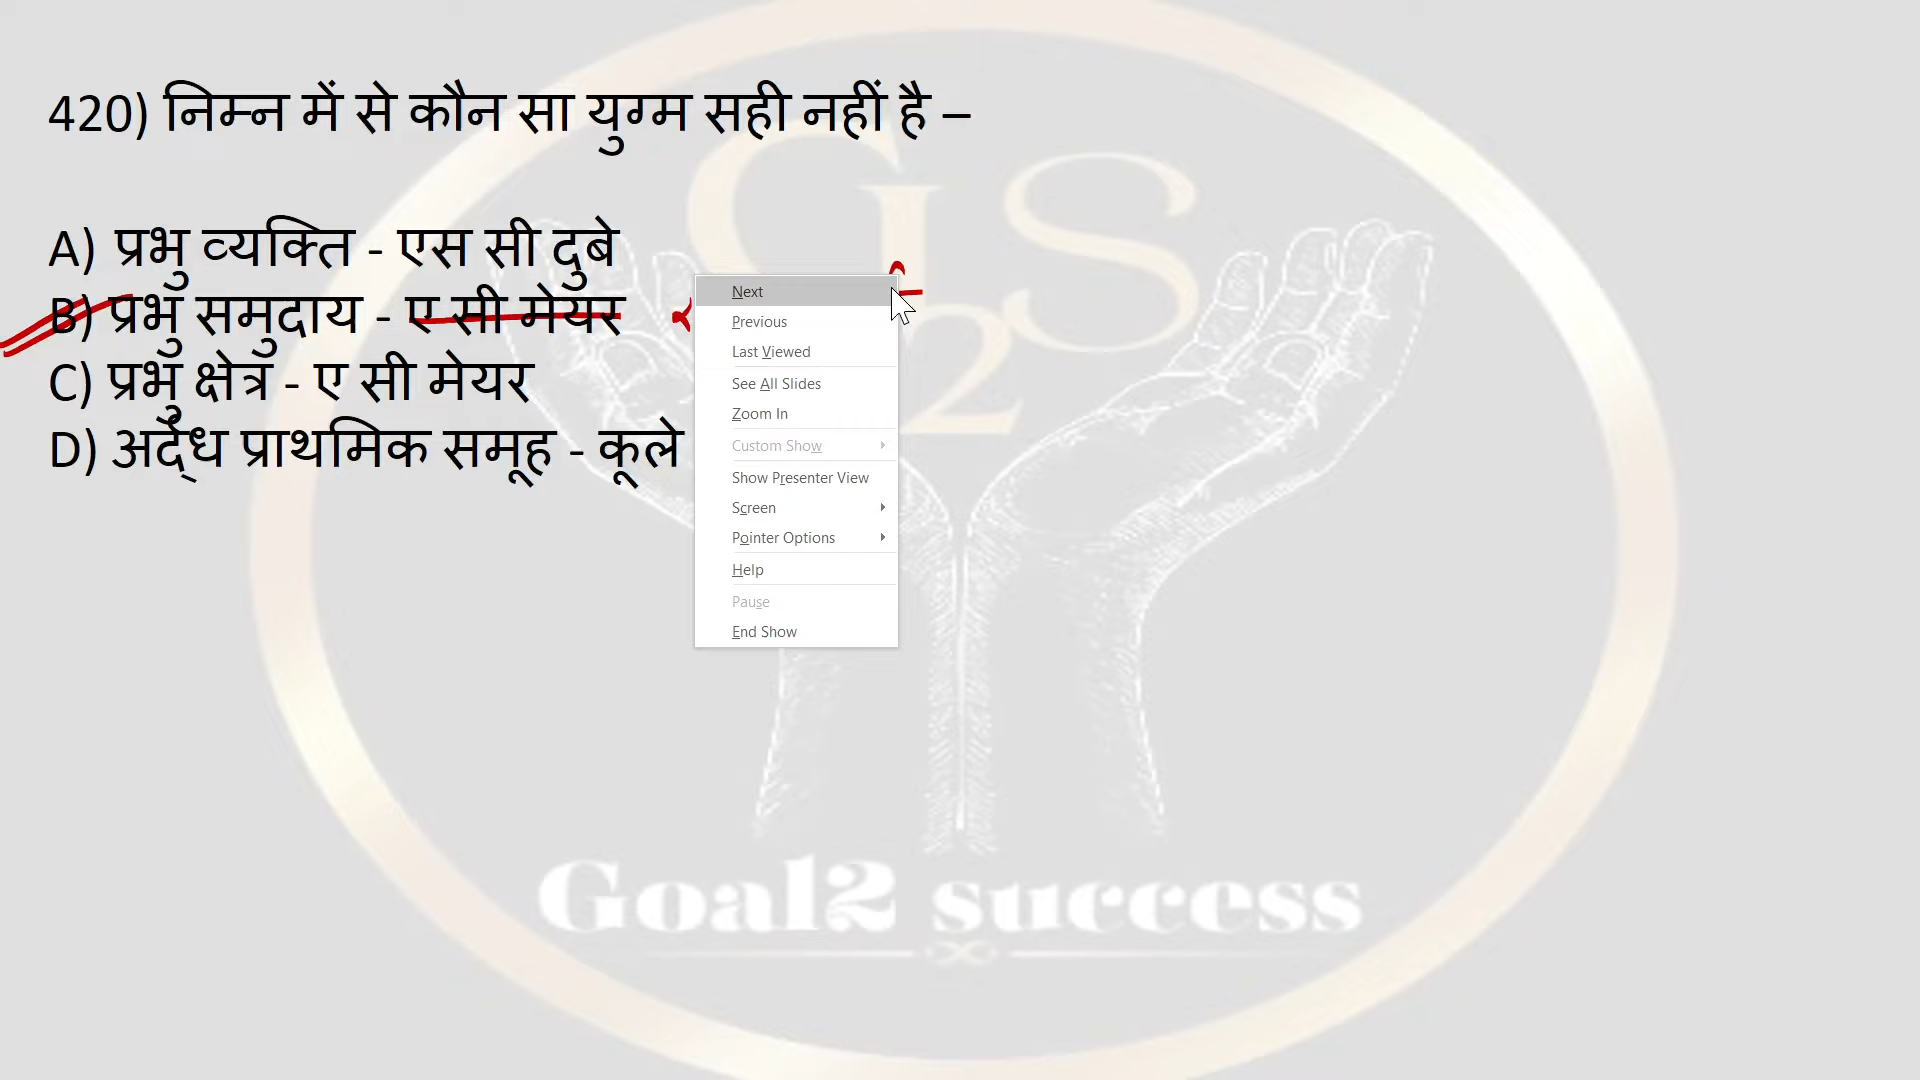 420) निम्न में से कौन सा युग्म सही नहीं है –
A) प्रभु व्यक्ति - एस सी दुबे
B) प्रभु समुदाय - ए सी मेयर
C) प्रभु क्षेत्र - ए सी मेयर
D) अर्द्ध प्राथमिक समूह - कूले
Next
Previous
Last Viewed
See All Slides
Zoom In
Custom Show
Show Presenter View
Screen
Pointer Options
Help
Pause
End Show
G2S
Goal2 success